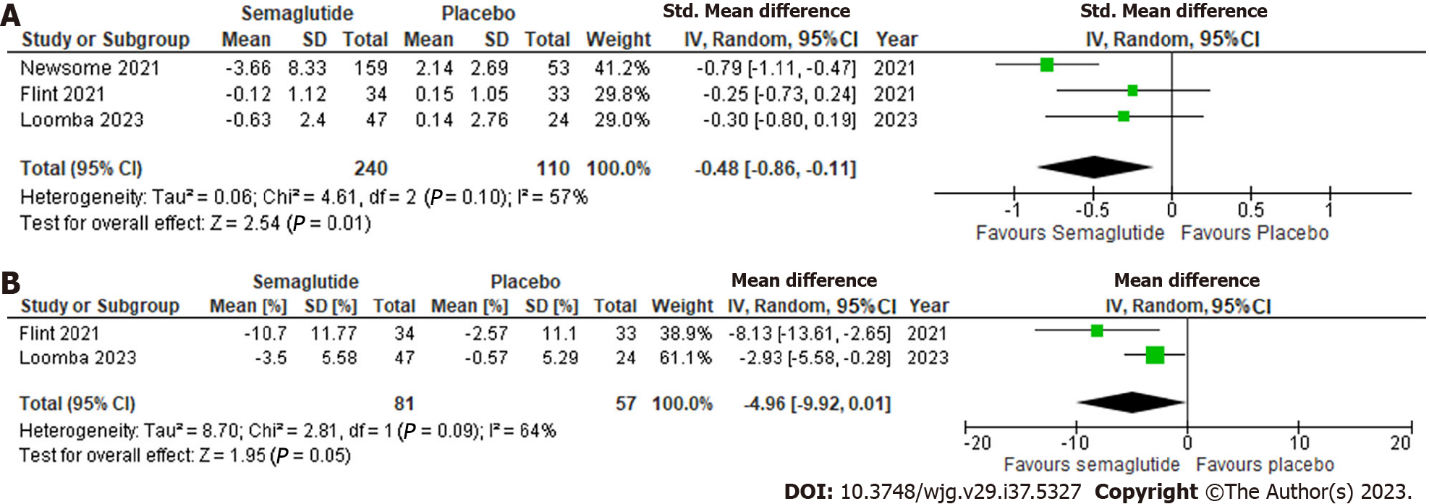 A
Semaglutide Placebo Std. Mean difference Std. Mean difference
Study or Subgroup Mean SD Total Mean SD Total Weight IV, Random, 95%CI Year IV, Random, 95%CI
Newsome 2021 -3.66 8.33 159 2.14 2.69 53 41.2% -0.79 [-1.11, -0.47] 2021
Flint 2021 -0.12 1.12 34 0.15 1.05 33 29.8% -0.25 [-0.73, 0.24] 2021
Loomba 2023 -0.63 2.4 47 0.14 2.76 24 29.0% -0.30 [-0.80, 0.19] 2023
Total (95% CI) 240 110 100.0% -0.48 [-0.86, -0.11]
Heterogeneity: Tau² = 0.06; Chi² = 4.61, df = 2 (P = 0.10); I² = 57%
Test for overall effect: Z = 2.54 (P = 0.01)
-1 -0.5 0 0.5 1
Favours Semaglutide Favours Placebo
B
Semaglutide Placebo Mean difference Mean difference
Study or Subgroup Mean [%] SD [%] Total Mean [%] SD [%] Total Weight IV, Random, 95%CI Year IV, Random, 95%CI
Flint 2021 -10.7 11.77 34 -2.57 11.1 33 38.9% -8.13 [-13.61, -2.65] 2021
Loomba 2023 -3.5 5.58 47 -0.57 5.29 24 61.1% -2.93 [-5.58, -0.28] 2023
Total (95% CI) 81 57 100.0% -4.96 [-9.92, 0.01]
Heterogeneity: Tau² = 8.70; Chi² = 2.81, df = 1 (P = 0.09); I² = 64%
Test for overall effect: Z = 1.95 (P = 0.05)
-20 -10 0 10 20
Favours semaglutide Favours placebo
DOI: 10.3748/wjg.v29.i37.5327 Copyright ©The Author(s) 2023.